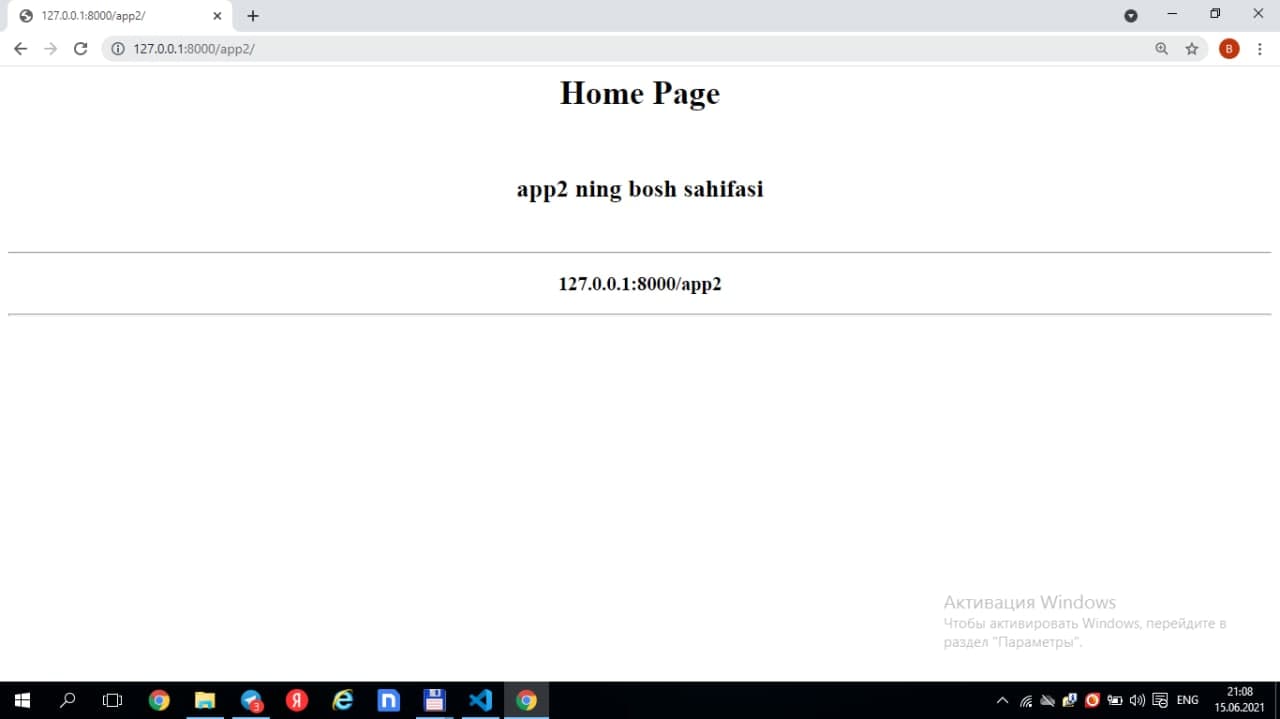 127.0.0.1:8000/app2/
127.0.0.1:8000/app2/
B
Home Page
app2 ning bosh sahifasi
127.0.0.1:8000/app2
Активация Windows
Чтобы активировать Windows, перейдите в
раздел "Параметры".
3
Я
n
ENG
21:08
15.06.2021